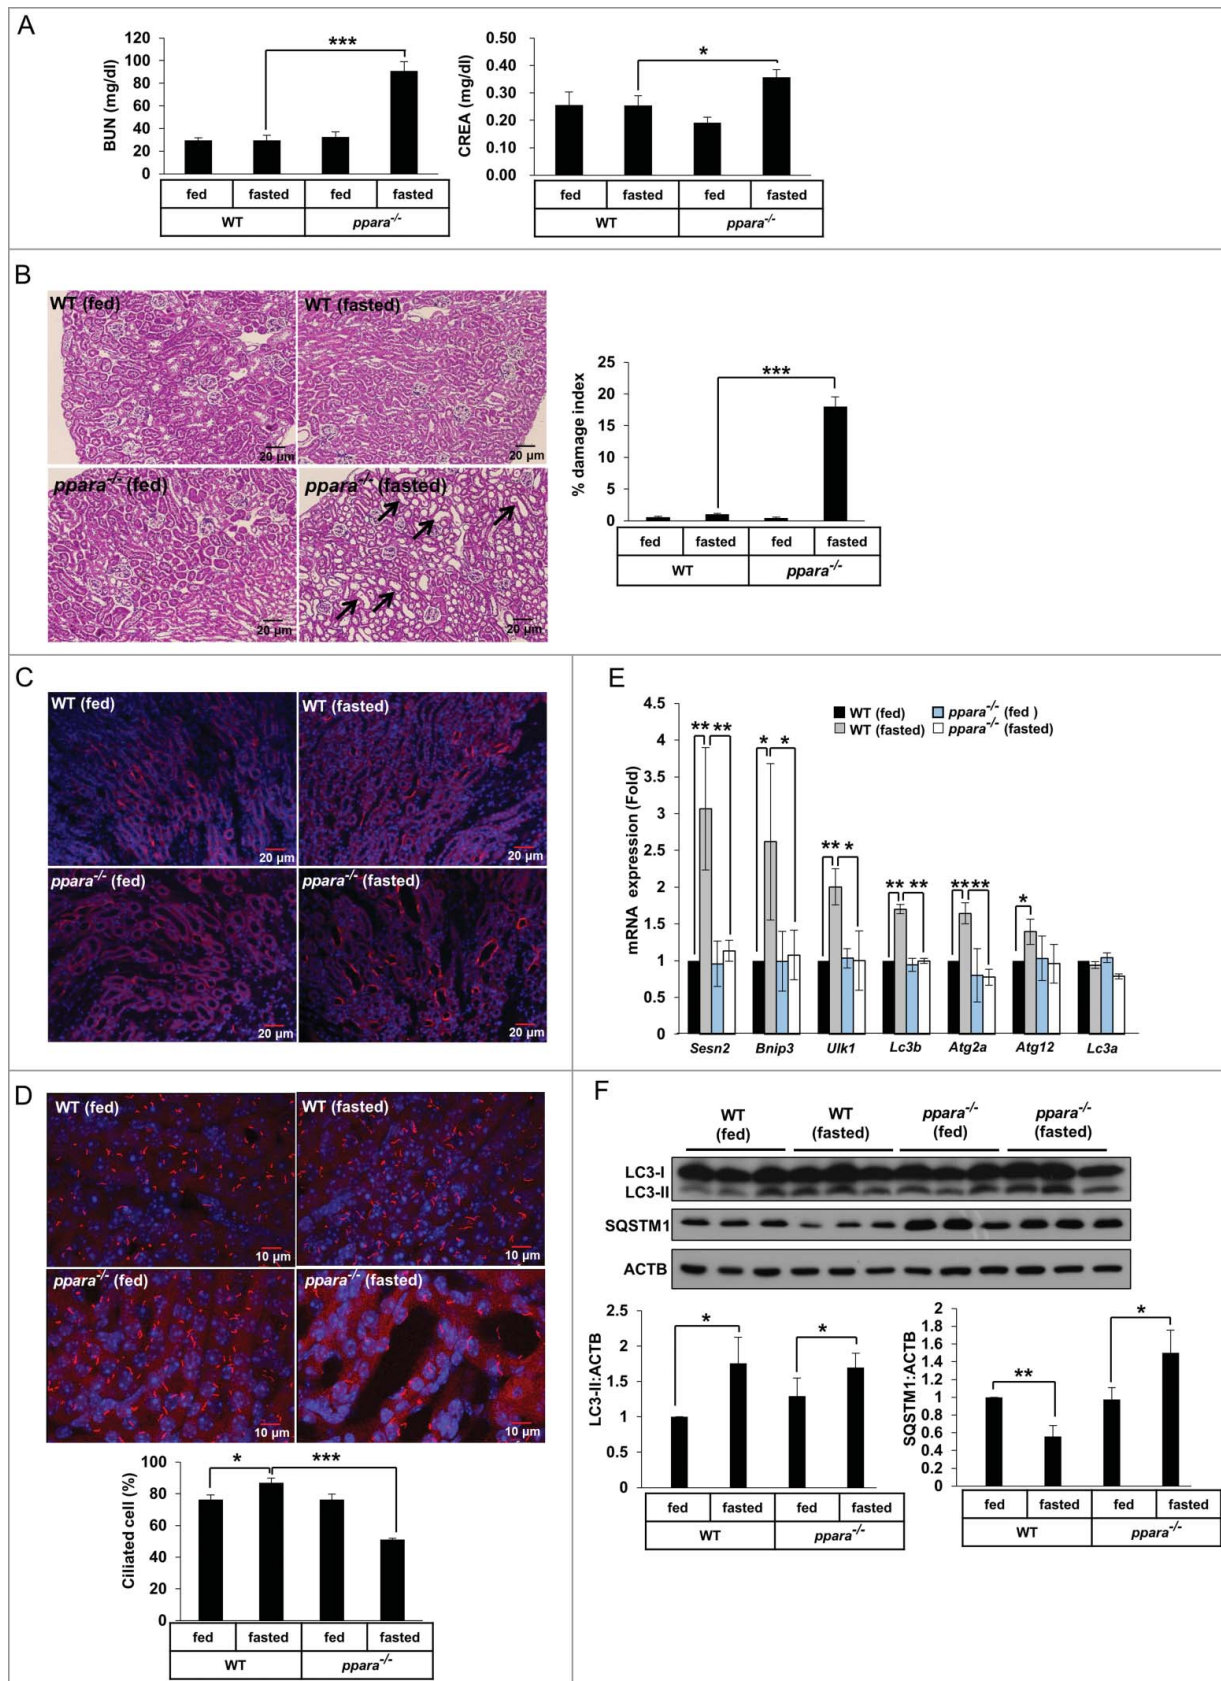 A
BUN (mg/dl)
120
100
80
60
40
20
0
***
fed fasted fed fasted
WT ppara-/-
CREA (mg/dl)
0.50
0.40
0.30
0.20
0.10
0.00
*
fed fasted fed fasted
WT ppara-/-
B
WT (fed)
20 µm
WT (fasted)
20 µm
ppara-/- (fed)
20 µm
ppara-/- (fasted)
20 µm
% damage index
25
20
15
10
5
0
***
fed fasted fed fasted
WT ppara-/-
C
WT (fed)
20 µm
WT (fasted)
20 µm
ppara-/- (fed)
20 µm
ppara-/- (fasted)
20 µm
D
WT (fed)
10 µm
WT (fasted)
10 µm
ppara-/- (fed)
10 µm
ppara-/- (fasted)
10 µm
Ciliated cell (%)
100
80
60
40
20
0
* ***
fed fasted fed fasted
WT ppara-/-
E
mRNA expression (Fold)
4.5
4
3.5
3
2.5
2
1.5
1
0.5
0
WT (fed) ppara-/- (fed )
WT (fasted) ppara-/- (fasted)
** ** * * ** * ** ** ** ** *
Sesn2 Bnip3 Ulk1 Lc3b Atg2a Atg12 Lc3a
F
WT (fed)
WT (fasted)
ppara-/- (fed)
ppara-/- (fasted)
LC3-I
LC3-II
SQSTM1
ACTB
LC3-II:ACTB
2.5
2
1.5
1
0.5
0
* *
fed fasted fed fasted
WT ppara-/-
SQSTM1:ACTB
2
1.8
1.6
1.4
1.2
1
0.8
0.6
0.4
0.2
0
** *
fed fasted fed fasted
WT ppara-/-